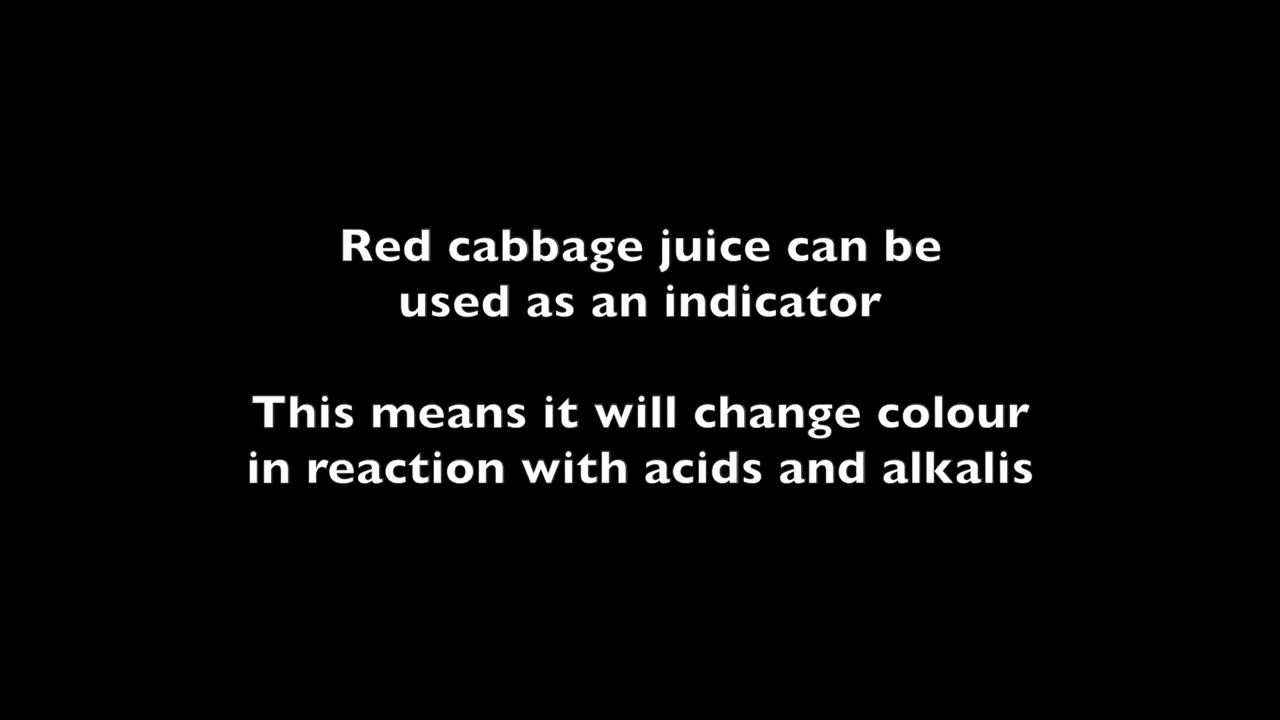 Red cabbage juice can be
used as an indicator
This means it will change colour
in reaction with acids and alkalis